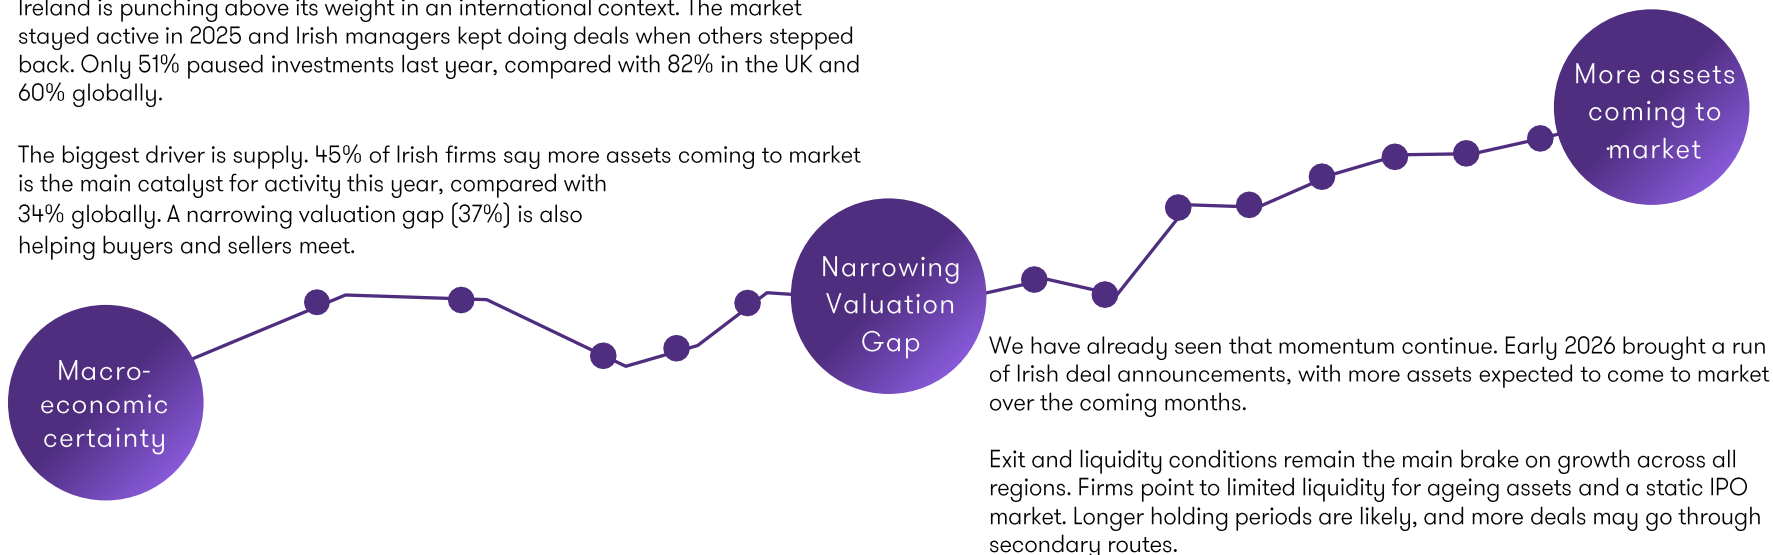 Ireland is punching above its weight in an international context. The market
stayed active in 2025 and Irish managers kept doing deals when others stepped
back. Only 51% paused investments last year, compared with 82% in the UK and
60% globally.
The biggest driver is supply. 45% of Irish firms say more assets coming to market
is the main catalyst for activity this year, compared with
34% globally. A narrowing valuation gap (37%) is also
helping buyers and sellers meet.
Macro-
economic
certainty
Narrowing
Valuation
Gap
More assets
coming to
market
We have already seen that momentum continue. Early 2026 brought a run
of Irish deal announcements, with more assets expected to come to market
over the coming months.
Exit and liquidity conditions remain the main brake on growth across all
regions. Firms point to limited liquidity for ageing assets and a static IPO
market. Longer holding periods are likely, and more deals may go through
secondary routes.